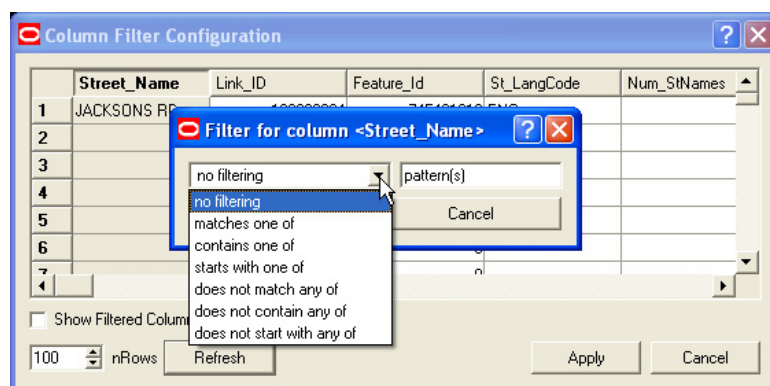 Column Filter Configuration
Street_Name Link_ID Feature_Id St_LangCode Num_StNames
1 JACKSONS RD
2
Filter for column <Street_Name>
3
no filtering pattern(s)
4
no filtering
5
matches one of Cancel
6
contains one of
starts with one of
does not match any of
does not contain any of
does not start with any of
Show Filtered
100 nRows Refresh Apply Cancel